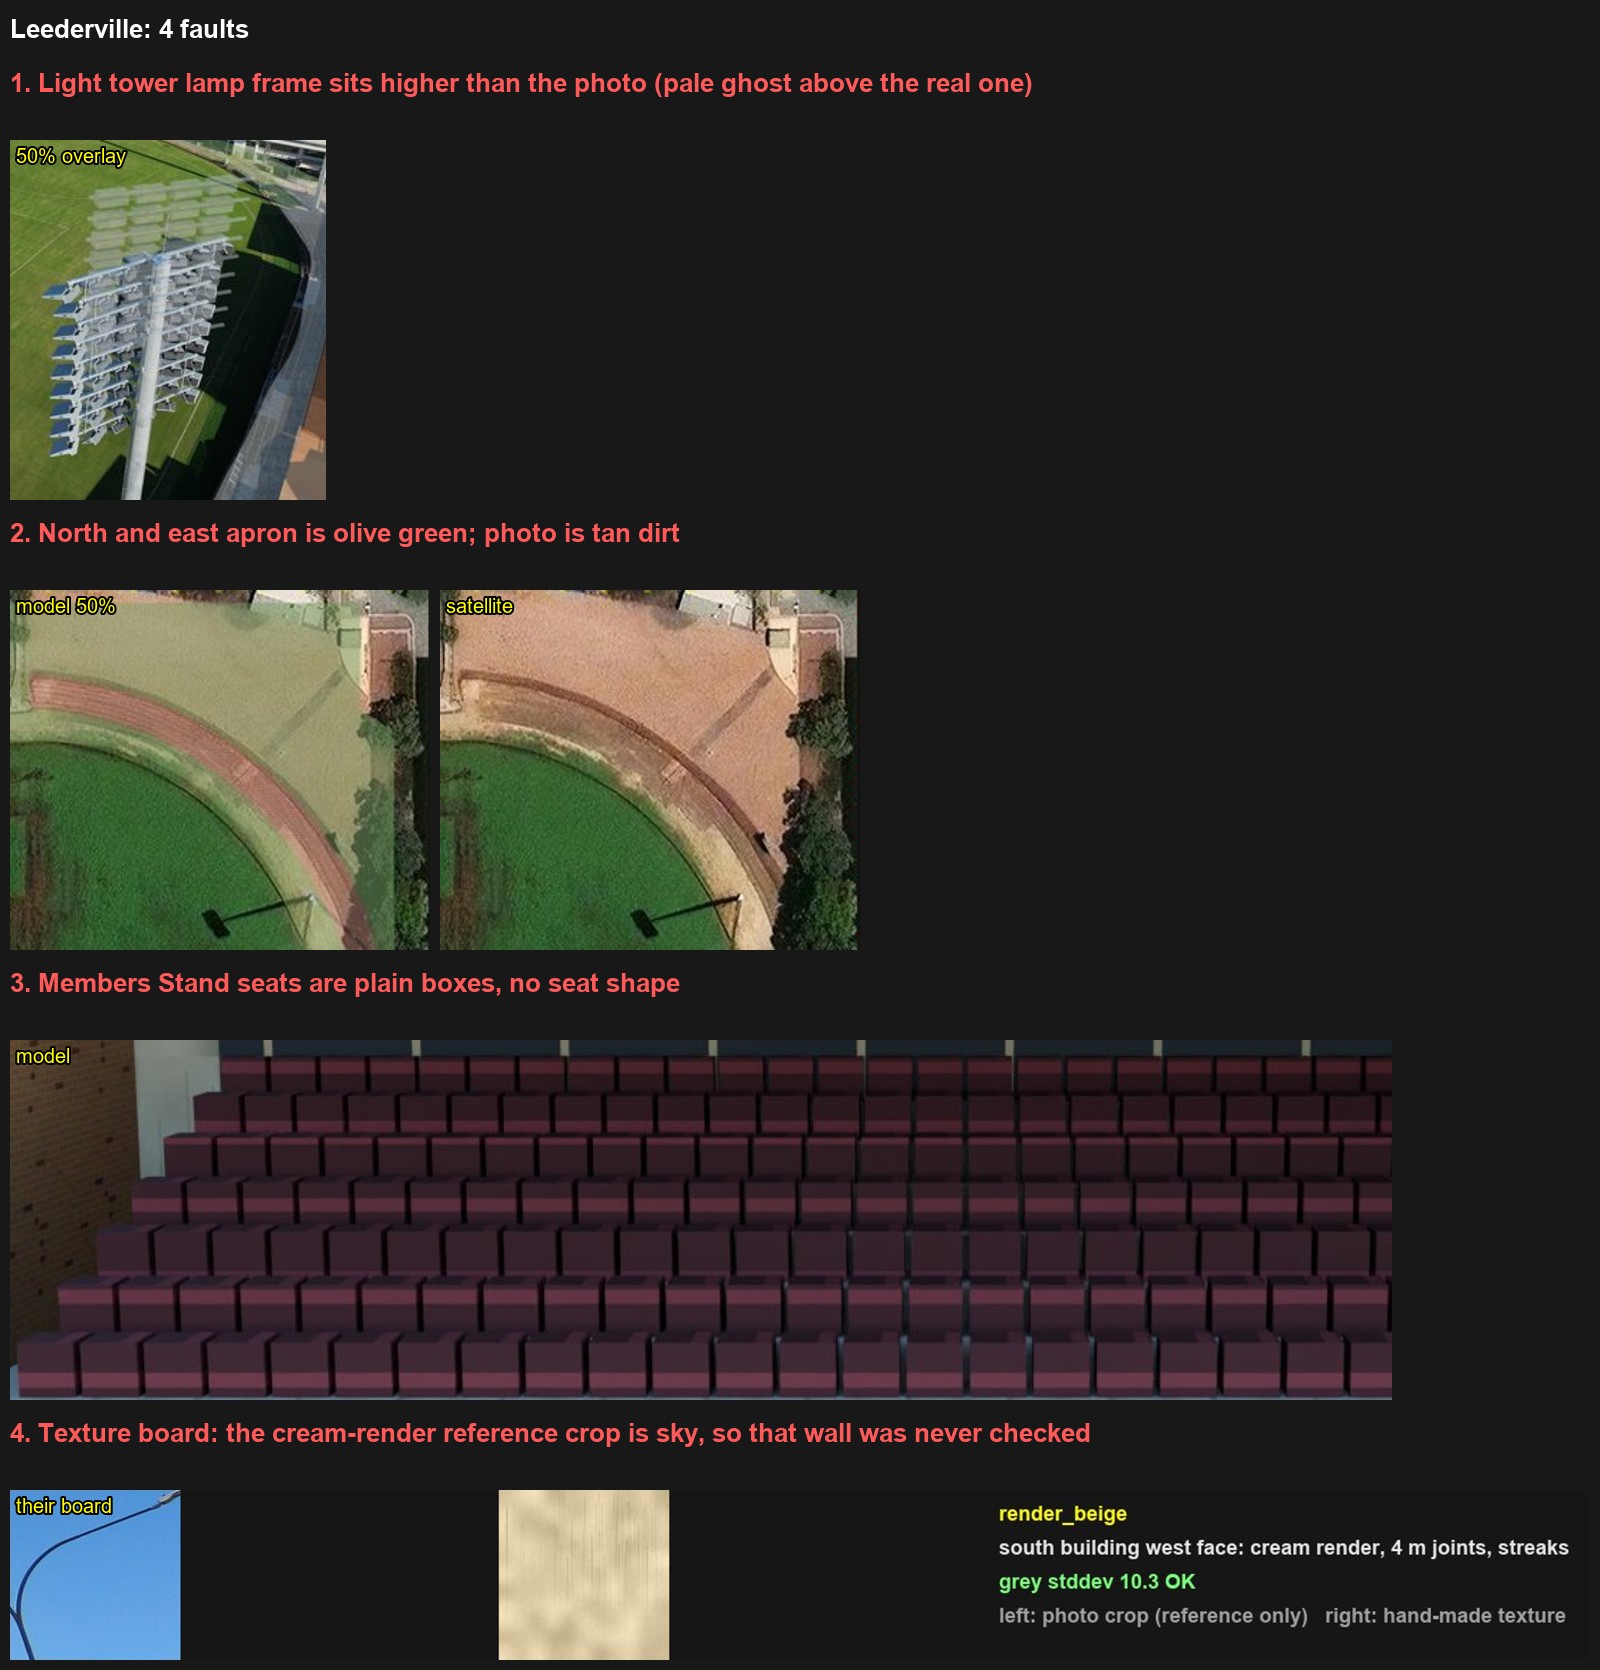 Leederville: 4 faults
1. Light tower lamp frame sits higher than the photo (pale ghost above the real one)
50% overlay
2. North and east apron is olive green; photo is tan dirt
model 50%
satellite
3. Members Stand seats are plain boxes, no seat shape
model
4. Texture board: the cream-render reference crop is sky, so that wall was never checked
their board
render_beige
south building west face: cream render, 4 m joints, streaks
grey stddev 10.3 OK
left: photo crop (reference only)   right: hand-made texture